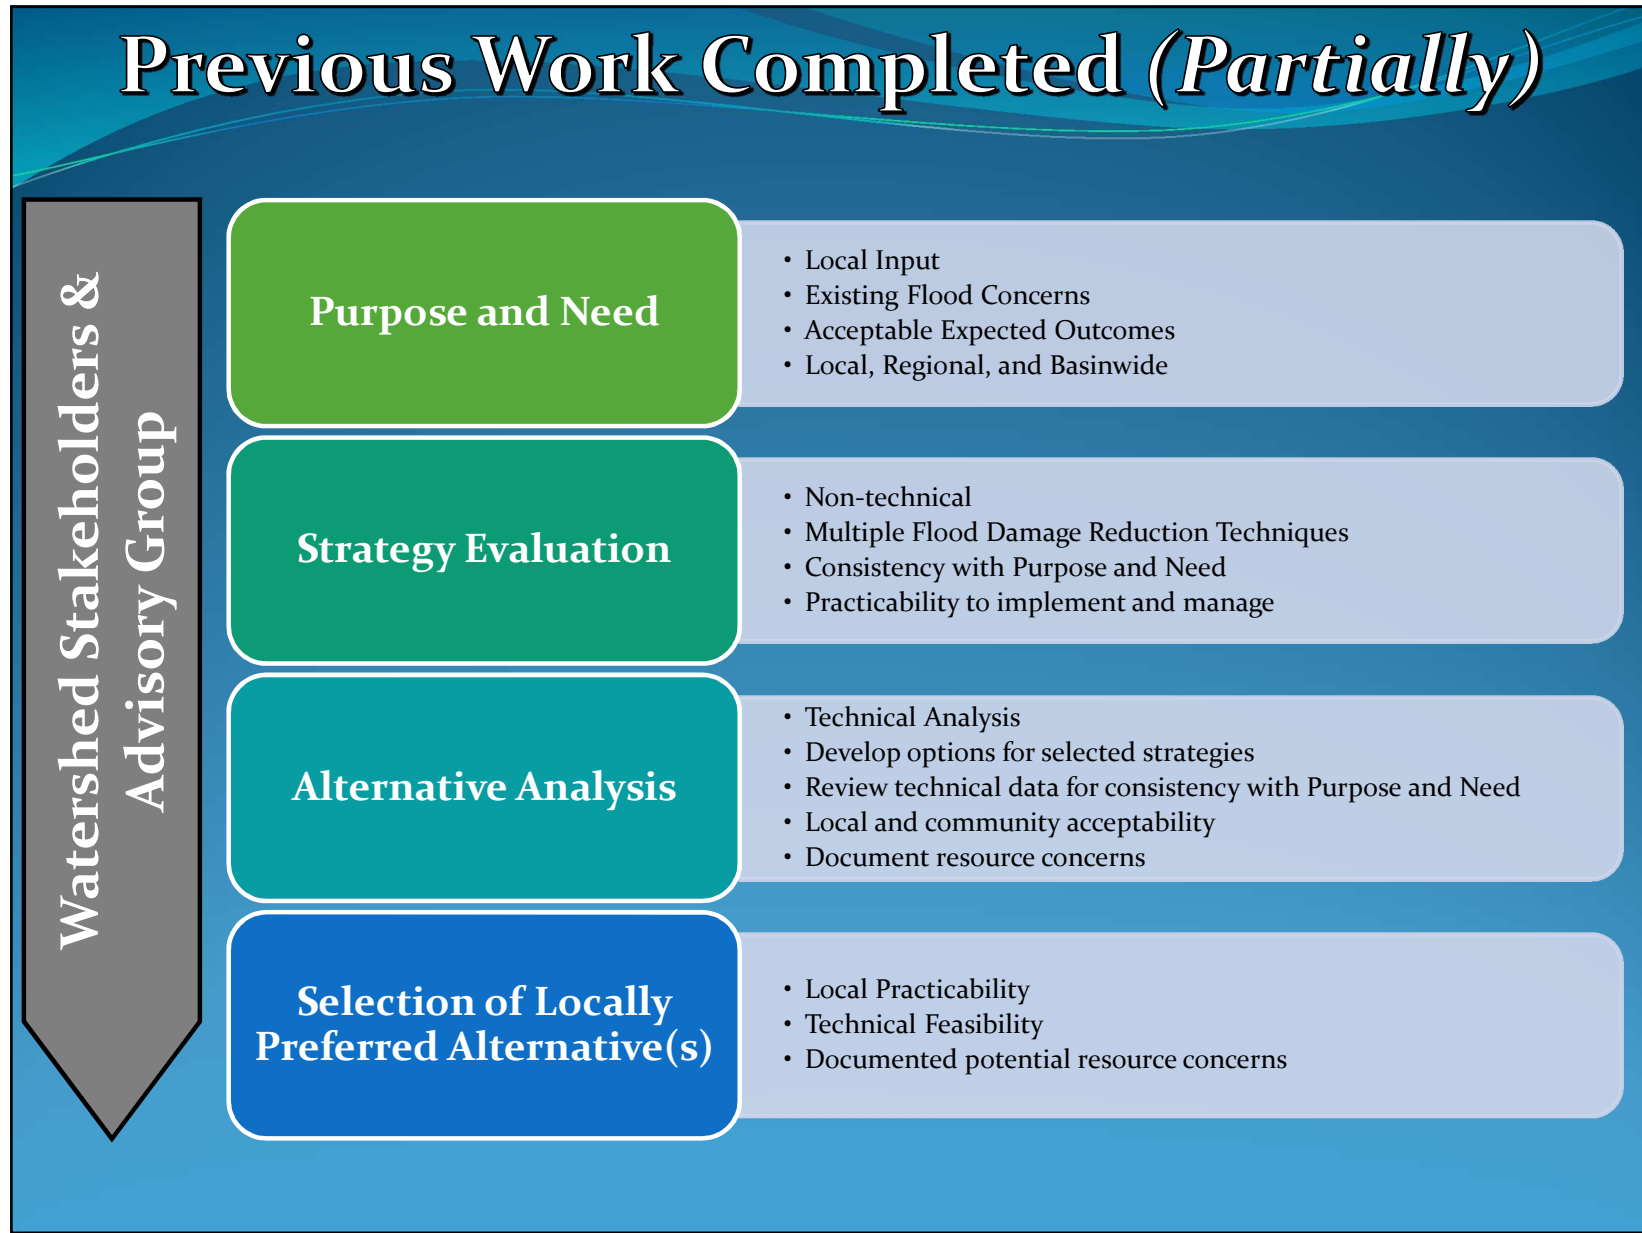 Previous Work Completed (Partially)
Watershed Stakeholders &
Advisory Group
Purpose and Need
• Local Input
• Existing Flood Concerns
• Acceptable Expected Outcomes
• Local, Regional, and Basinwide
Strategy Evaluation
• Non-technical
• Multiple Flood Damage Reduction Techniques
• Consistency with Purpose and Need
• Practicability to implement and manage
Alternative Analysis
• Technical Analysis
• Develop options for selected strategies
• Review technical data for consistency with Purpose and Need
• Local and community acceptability
• Document resource concerns
Selection of Locally
Preferred Alternative(s)
• Local Practicability
• Technical Feasibility
• Documented potential resource concerns